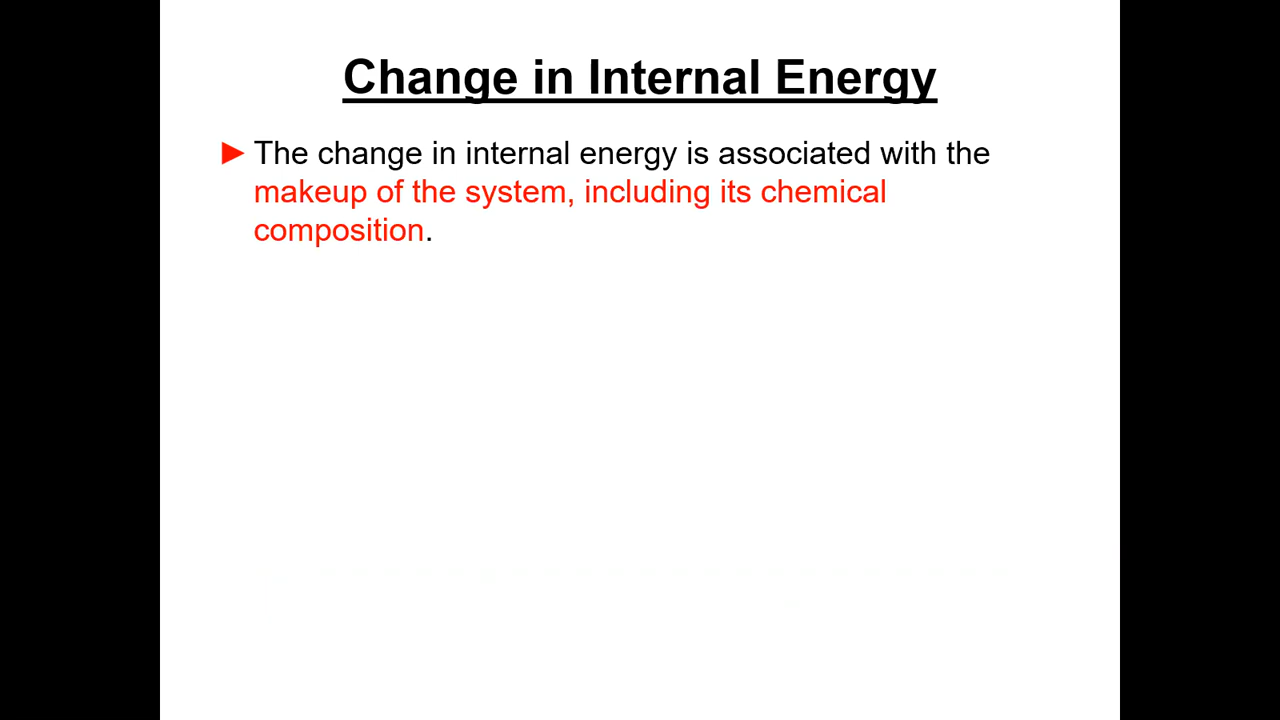 Change in Internal Energy
► The change in internal energy is associated with the
makeup of the system, including its chemical
composition.